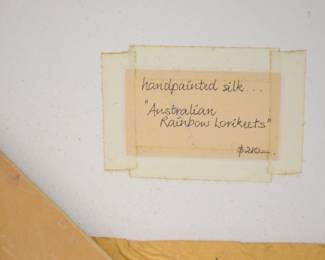 handpainted silk...
"Australian
Rainbow Lorikeets"
$210—